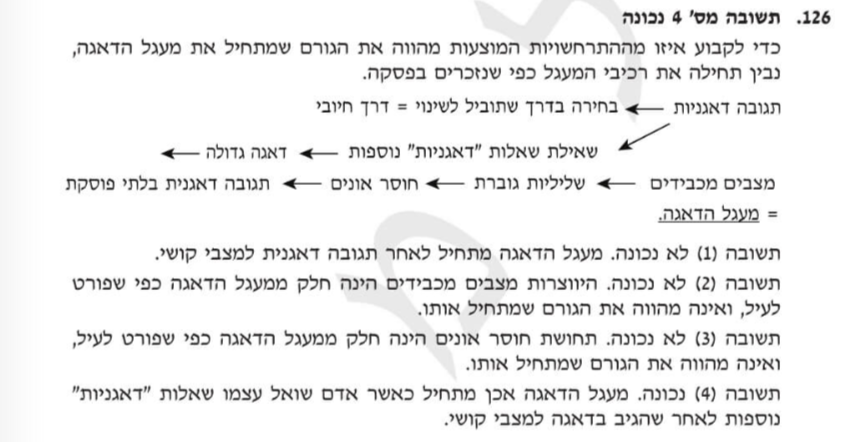 126. תשובה מס' 4 נכונה
כדי לקבוע איזו מההתרחשויות המוצעות מהווה את הגורם שמתחיל את מעגל הדאגה,
נבין תחילה את רכיבי המעגל כפי שנזכרים בפסקה.
תגובה דאגנית ← בחירה בדרך שתוביל לשינוי = דרך חיובי
שאילת שאלות "דאגניות" נוספות ← דאגה גדולה ←
מצבים מכבידים ← שליליות גוברת ← חוסר אונים ← תגובה דאגנית בלתי פוסקת
= מעגל הדאגה.
תשובה (1) לא נכונה. מעגל הדאגה מתחיל לאחר תגובה דאגנית למצבי קושי.
תשובה (2) לא נכונה. היווצרות מצבים מכבידים הינה חלק ממעגל הדאגה כפי שפורט
לעיל, ואינה מהווה את הגורם שמתחיל אותו.
תשובה (3) לא נכונה. תחושת חוסר אונים הינה חלק ממעגל הדאגה כפי שפורט לעיל,
ואינה מהווה את הגורם שמתחיל אותו.
תשובה (4) נכונה. מעגל הדאגה אכן מתחיל כאשר אדם שואל עצמו שאלות "דאגניות"
נוספות לאחר שהגיב בדאגה למצבי קושי.